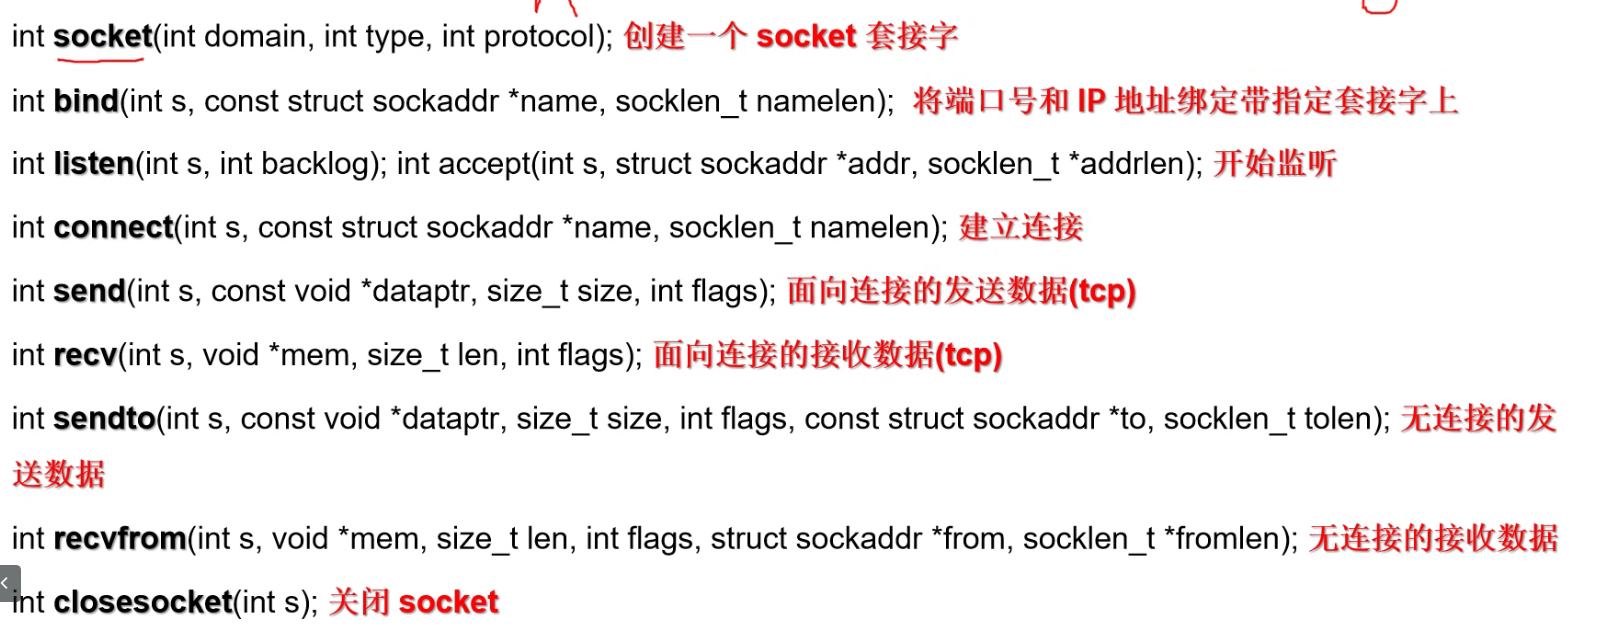 int socket(int domain, int type, int protocol); 创建一个 socket 套接字
int bind(int s, const struct sockaddr *name, socklen_t namelen); 将端口号和 IP 地址绑定带指定套接字上
int listen(int s, int backlog); int accept(int s, struct sockaddr *addr, socklen_t *addrlen); 开始监听
int connect(int s, const struct sockaddr *name, socklen_t namelen); 建立连接
int send(int s, const void *dataptr, size_t size, int flags); 面向连接的发送数据(tcp)
int recv(int s, void *mem, size_t len, int flags); 面向连接的接收数据(tcp)
int sendto(int s, const void *dataptr, size_t size, int flags, const struct sockaddr *to, socklen_t tolen); 无连接的发
送数据
int recvfrom(int s, void *mem, size_t len, int flags, struct sockaddr *from, socklen_t *fromlen); 无连接的接收数据
int closesocket(int s); 关闭 socket